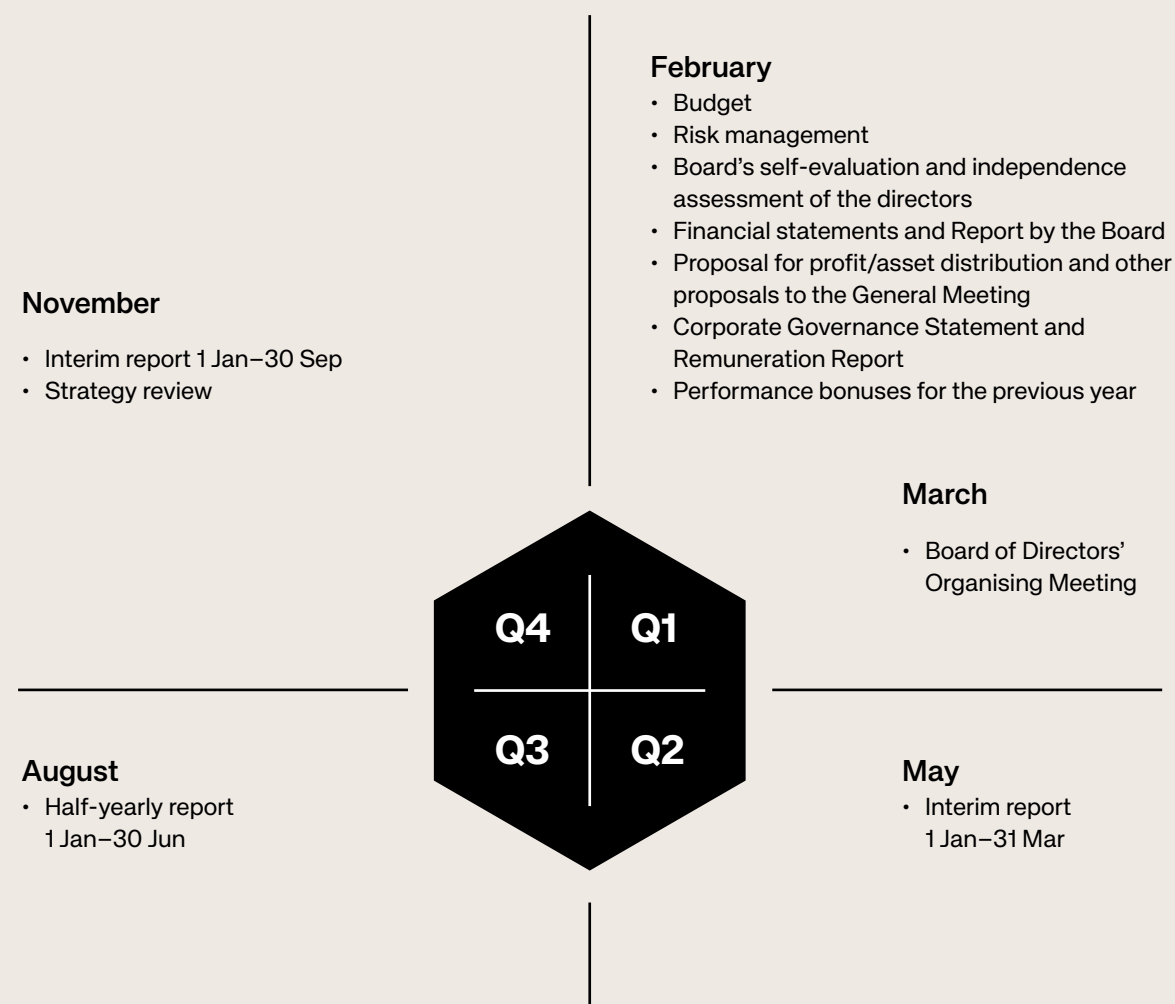 February
• Budget
• Risk management
• Board’s self-evaluation and independence
assessment of the directors
• Financial statements and Report by the Board
• Proposal for profit/asset distribution and other
proposals to the General Meeting
• Corporate Governance Statement and
Remuneration Report
• Performance bonuses for the previous year
March
• Board of Directors’
Organising Meeting
November
• Interim report 1 Jan–30 Sep
• Strategy review
Q4
Q1
Q3
Q2
August
• Half-yearly report
1 Jan–30 Jun
May
• Interim report
1 Jan–31 Mar